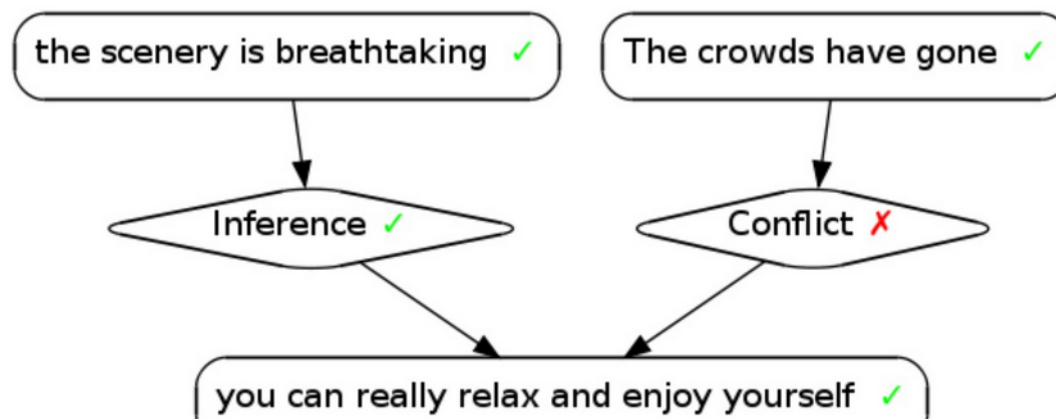 the scenery is breathtaking ✓
The crowds have gone ✓
Inference ✓
Conflict ✗
you can really relax and enjoy yourself ✓